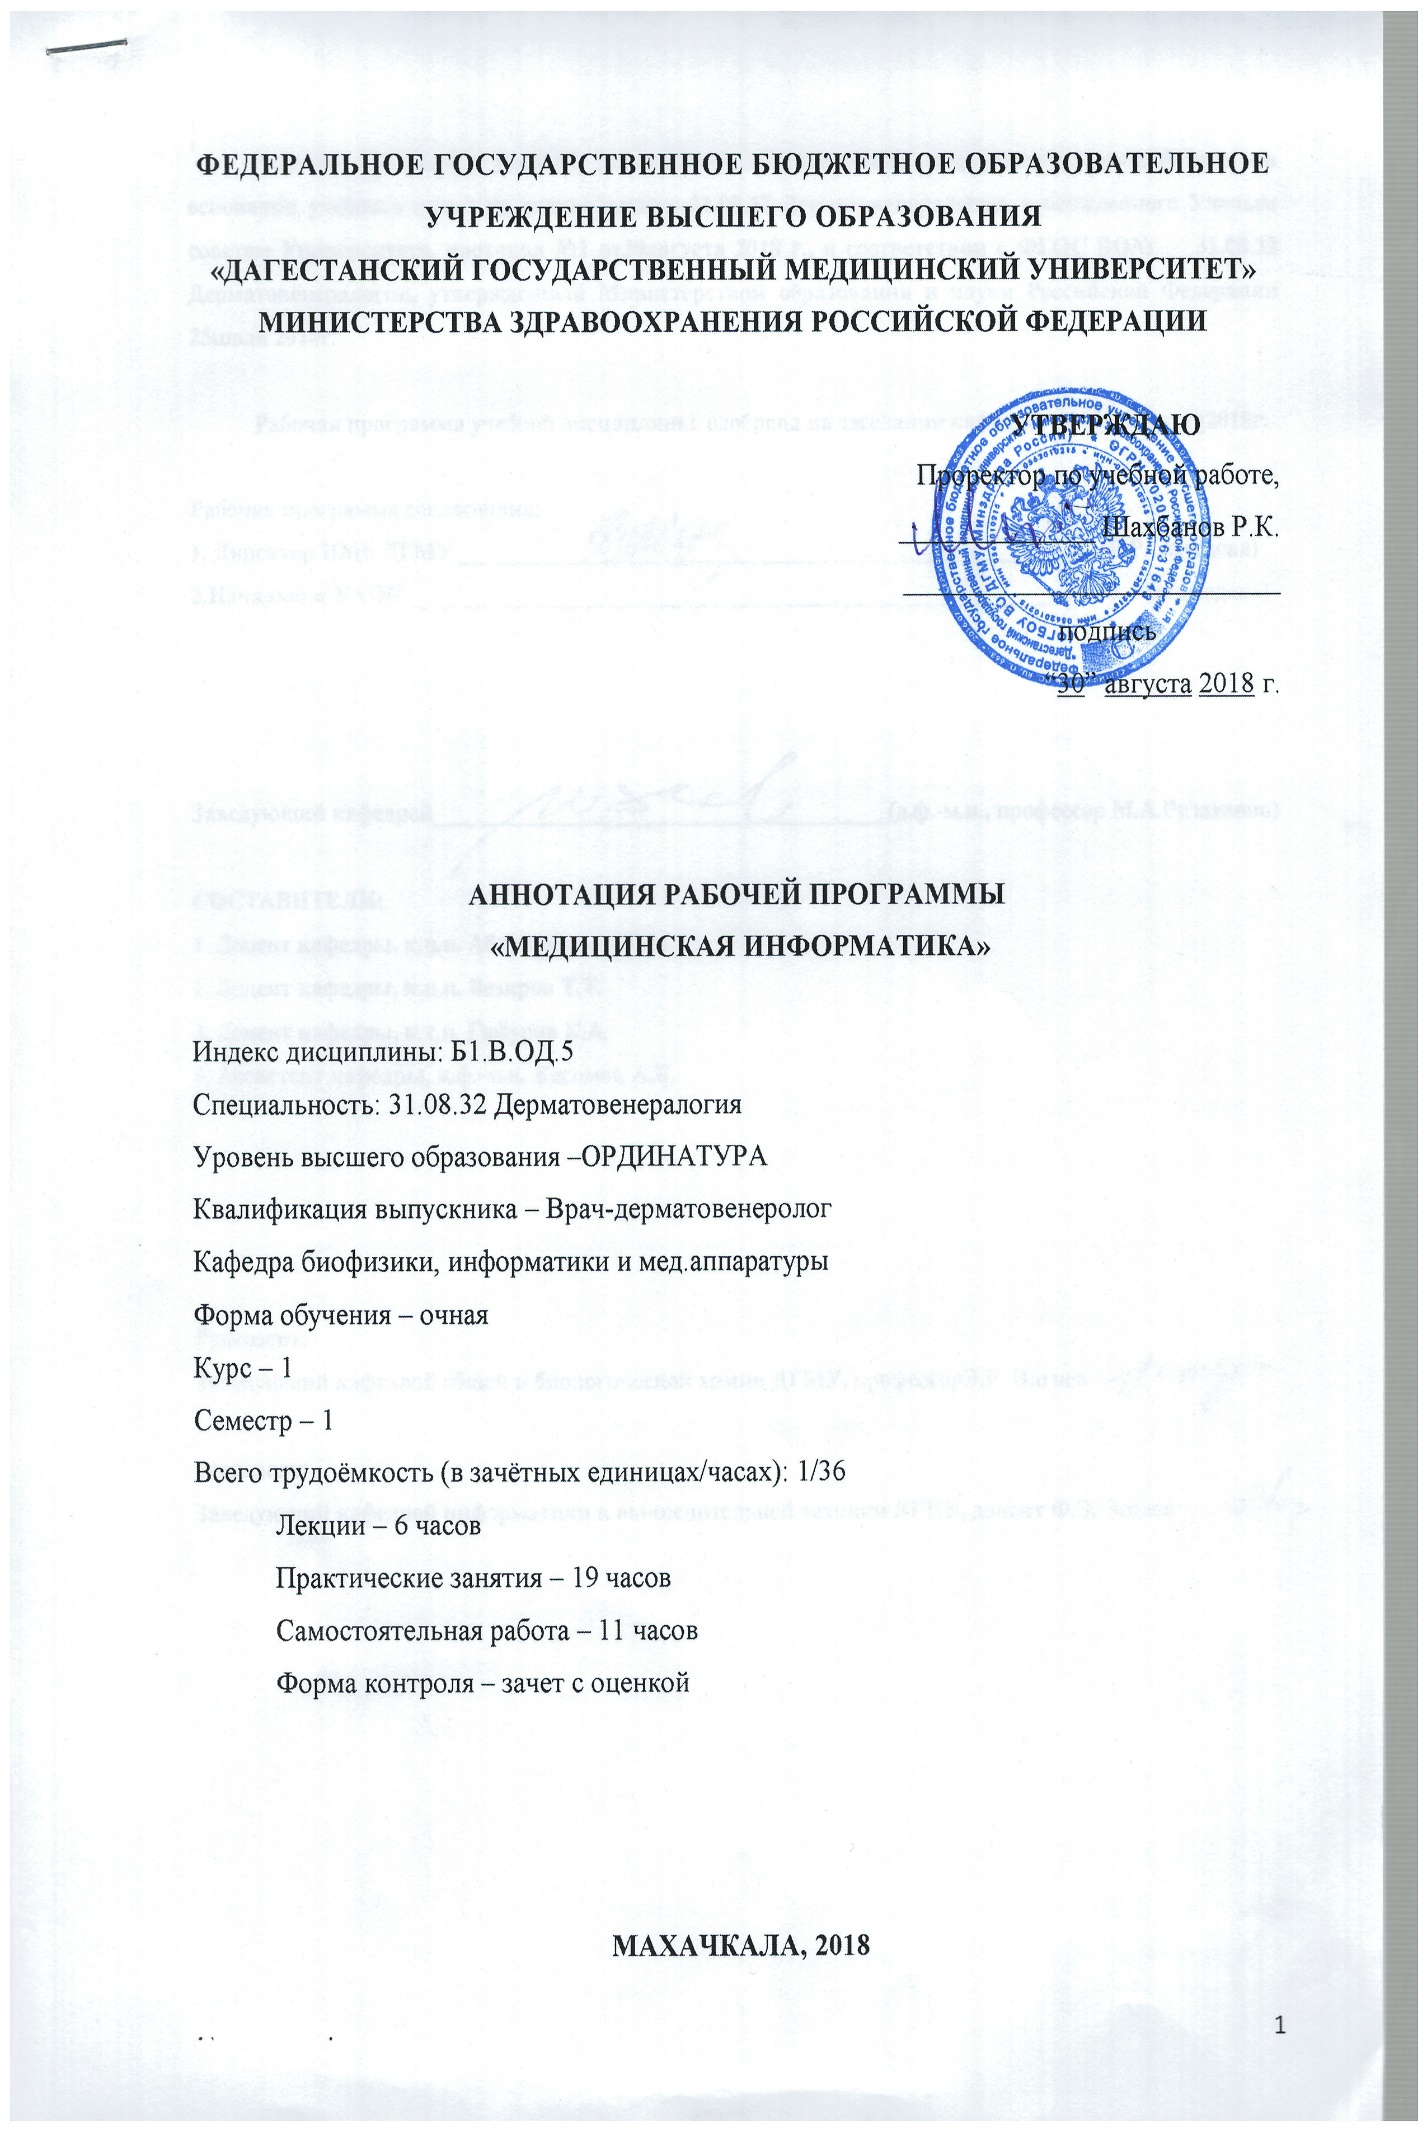 ФЕДЕРАЛЬНОЕ ГОСУДАРСТВЕННОЕ БЮДЖЕТНОЕ ОБРАЗОВАТЕЛЬНОЕ
УЧРЕЖДЕНИЕ ВЫСШЕГО ОБРАЗОВАНИЯ
«ДАГЕСТАНСКИЙ ГОСУДАРСТВЕННЫЙ МЕДИЦИНСКИЙ УНИВЕРСИТЕТ»
МИНИСТЕРСТВА ЗДРАВООХРАНЕНИЯ РОССИЙСКОЙ ФЕДЕРАЦИИ
УТВЕРЖДАЮ
Проректор по учебной работе,
Шахбанов Р.К.
подпись
“30” августа 2018 г.
АННОТАЦИЯ РАБОЧЕЙ ПРОГРАММЫ
«МЕДИЦИНСКАЯ ИНФОРМАТИКА»
Индекс дисциплины: Б1.В.ОД.5
Специальность: 31.08.32 Дерматовенералогия
Уровень высшего образования –ОРДИНАТУРА
Квалификация выпускника – Врач-дерматовенеролог
Кафедра биофизики, информатики и мед.аппаратуры
Форма обучения – очная
Курс – 1
Семестр – 1
Всего трудоёмкость (в зачётных единицах/часах): 1/36
Лекции – 6 часов
Практические занятия – 19 часов
Самостоятельная работа – 11 часов
Форма контроля – зачет с оценкой
МАХАЧКАЛА, 2018
1